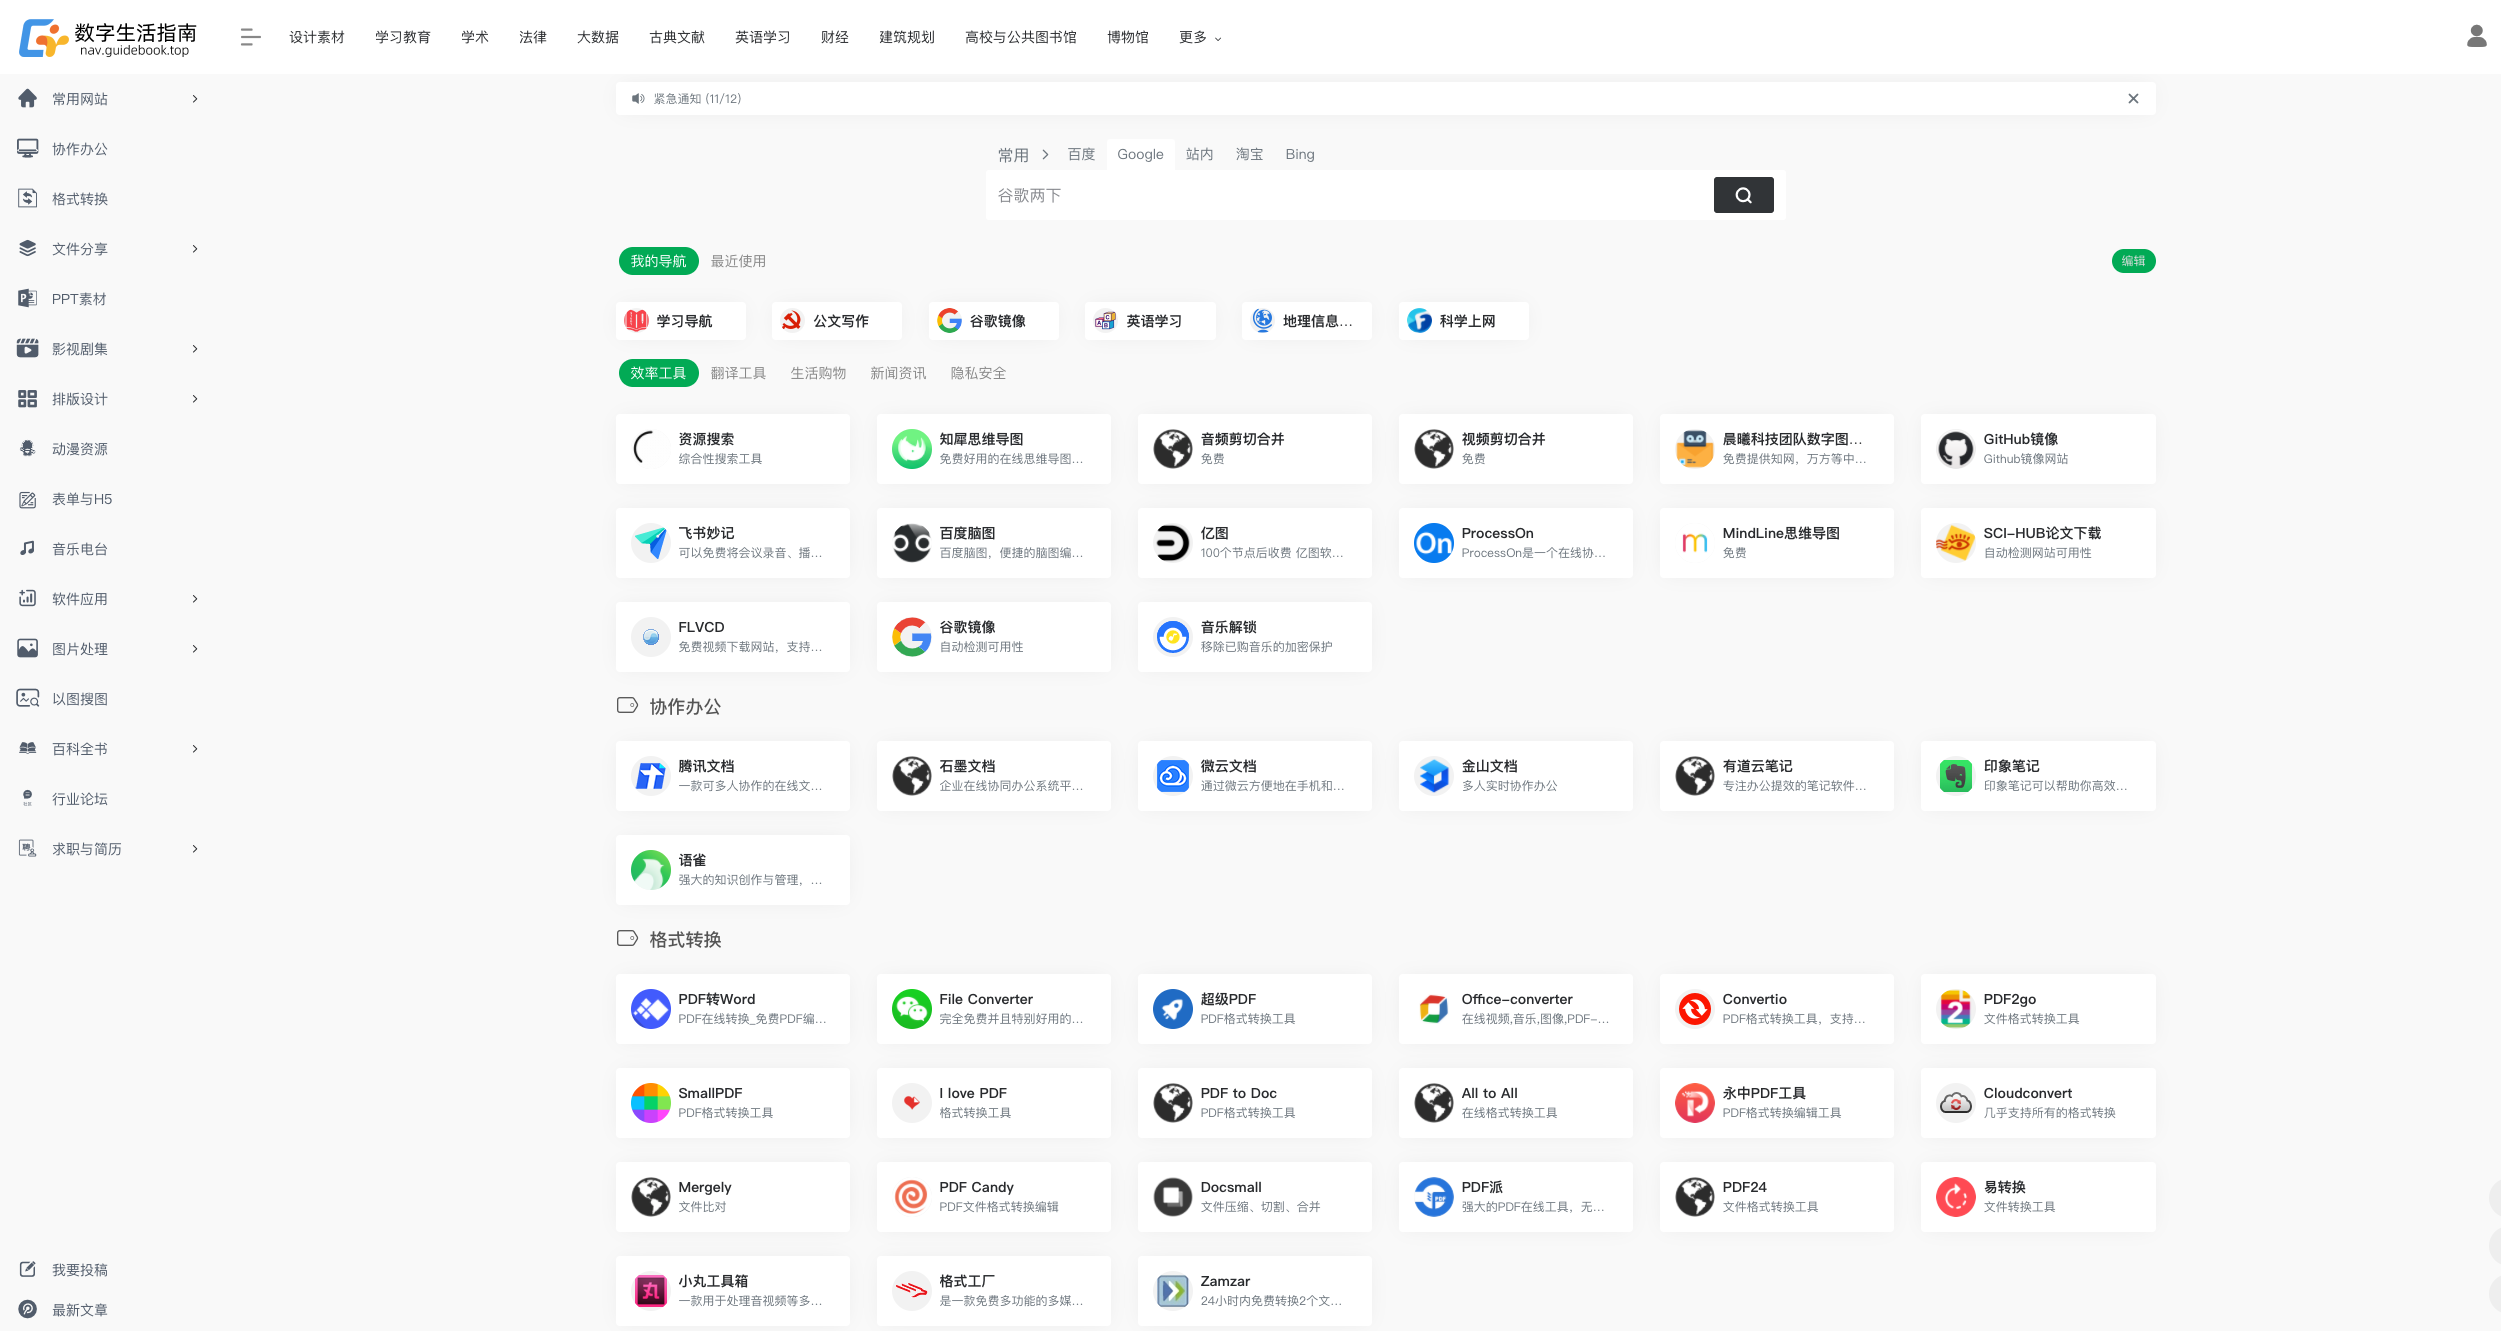 数字生活指南
nav.guidebook.top
设计素材 学习教育 学术 法律 大数据 古典文献 英语学习 财经 建筑规划 高校与公共图书馆 博物馆 更多
常用网站
协作办公
格式转换
文件分享
PPT素材
影视剧集
排版设计
动漫资源
表单与H5
音乐电台
软件应用
图片处理
以图搜图
百科全书
行业论坛
求职与简历
我要投稿
最新文章
紧急通知 (11/12)
常用 百度 Google 站内 淘宝 Bing
谷歌两下
我的导航 最近使用 编辑
学习导航 公文写作 谷歌镜像 英语学习 地理信息... 科学上网
效率工具 翻译工具 生活购物 新闻资讯 隐私安全
资源搜索 知犀思维导图 音频剪切合并 视频剪切合并 晨曦科技团队数字图... GitHub镜像
综合性搜索工具 免费好用的在线思维导图... 免费 免费 免费提供知网，万方等中... Github镜像网站
飞书妙记 百度脑图 亿图 ProcessOn MindLine思维导图 SCI-HUB论文下载
可以免费将会议录音、播... 百度脑图，便捷的脑图编... 100个节点后收费 亿图软... ProcessOn是一个在线协... 免费 自动检测网站可用性
FLVCD 谷歌镜像 音乐解锁
免费视频下载网站，支持... 自动检测可用性 移除已购音乐的加密保护
协作办公
腾讯文档 石墨文档 微云文档 金山文档 有道云笔记 印象笔记
一款可多人协作的在线文... 企业在线协同办公系统平... 通过微云方便地在手机和... 多人实时协作办公 专注办公提效的笔记软件... 印象笔记可以帮助你高效...
语雀
强大的知识创作与管理，...
格式转换
PDF转Word File Converter 超级PDF Office-converter Convertio PDF2go
PDF在线转换_免费PDF编... 完全免费并且特别好用的... PDF格式转换工具 在线视频,音乐,图像,PDF-... PDF格式转换工具，支持... 文件格式转换工具
SmallPDF I love PDF PDF to Doc All to All 永中PDF工具 Cloudconvert
PDF格式转换工具 格式转换工具 PDF格式转换工具 在线格式转换工具 PDF格式转换编辑工具 几乎支持所有的格式转换
Mergely PDF Candy Docsmall PDF派 PDF24 易转换
文件比对 PDF文件格式转换编辑 文件压缩、切割、合并 强大的PDF在线工具，无... 文件格式转换工具 文件转换工具
小丸工具箱 格式工厂 Zamzar
一款用于处理音视频等多... 是一款免费多功能的多媒... 24小时内免费转换2个文...